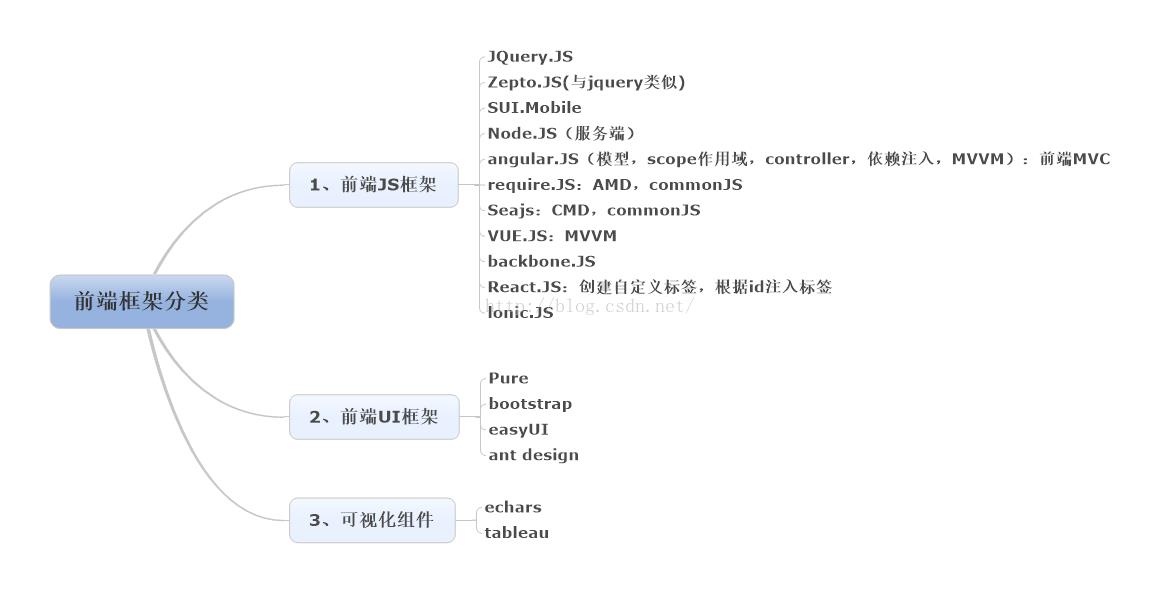 前端框架分类
1、前端JS框架
JQuery.JS
Zepto.JS(与jquery类似)
SUI.Mobile
Node.JS（服务端）
angular.JS（模型，scope作用域，controller，依赖注入，MVVM）：前端MVC
require.JS：AMD，commonJS
Seajs：CMD，commonJS
VUE.JS：MVVM
backbone.JS
React.JS：创建自定义标签，根据id注入标签
http://blog.csdn.net/
Ionic.JS
2、前端UI框架
Pure
bootstrap
easyUI
ant design
3、可视化组件
echars
tableau